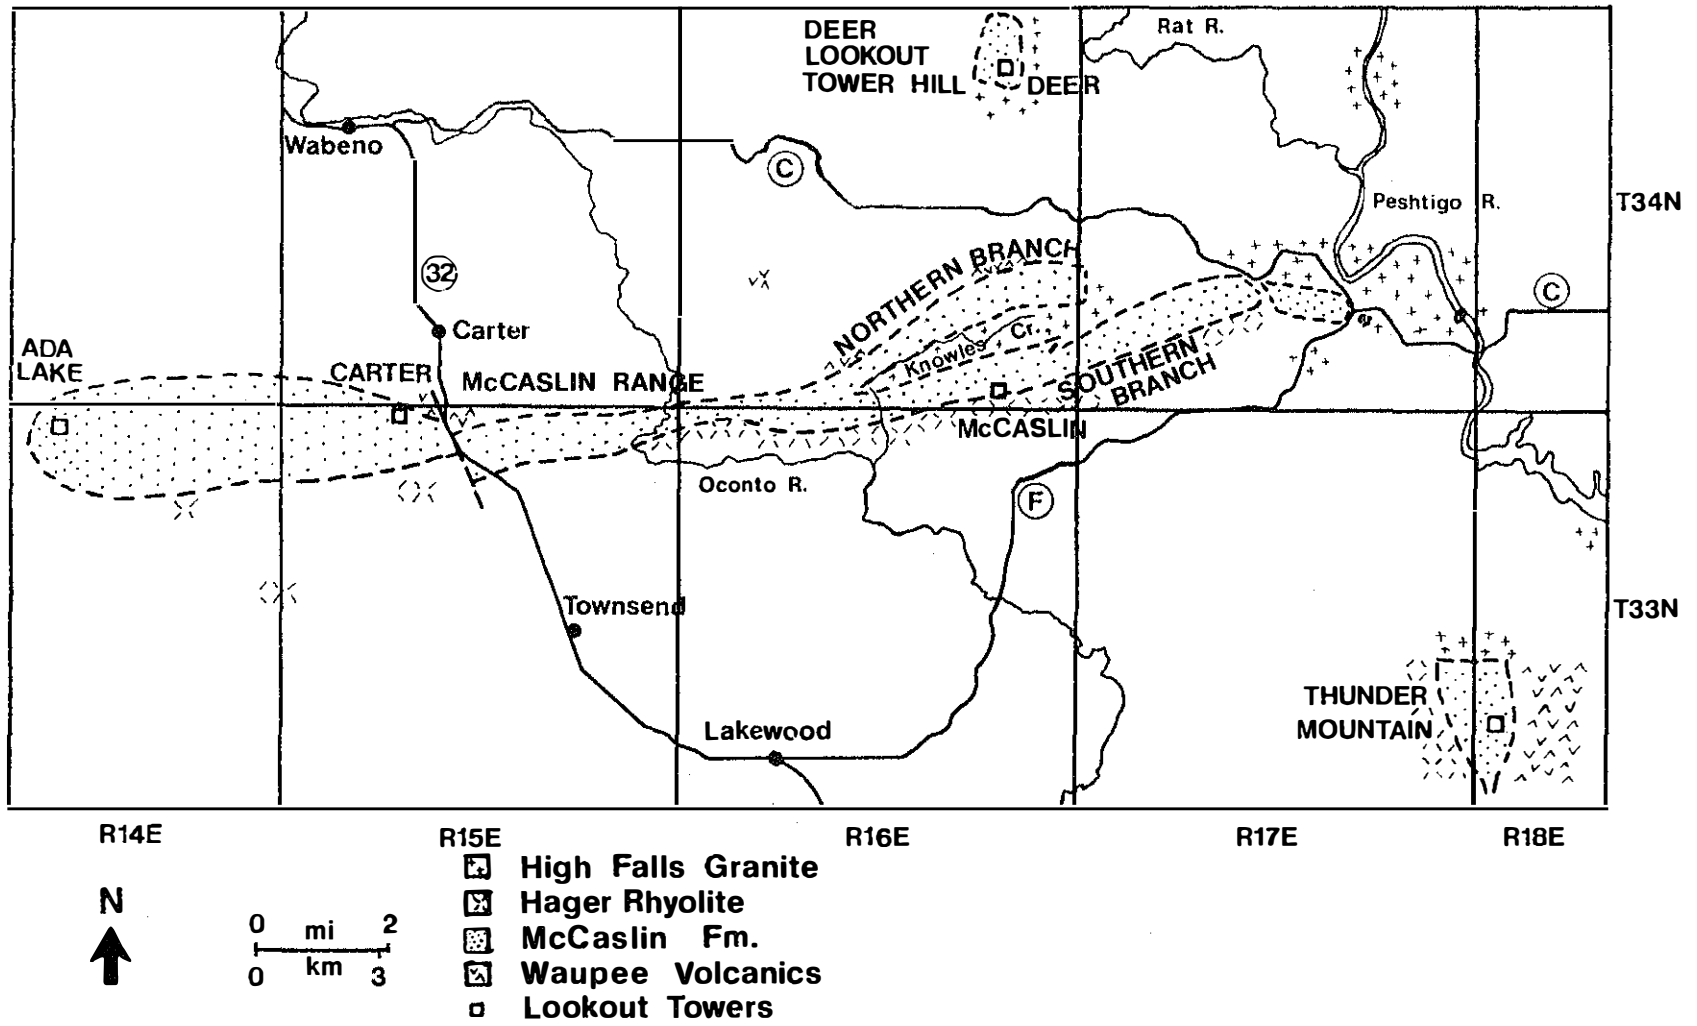 DEER
LOOKOUT
TOWER HILL
DEER
Rat R.
Wabeno
C
Peshtigo R.
T34N
32
NORTHERN BRANCH
C
Carter
ADA
LAKE
CARTER
McCASLIN RANGE
Knowles Cr.
SOUTHERN
BRANCH
McCASLIN
Oconto R.
F
Townsend
T33N
THUNDER
MOUNTAIN
Lakewood
R14E
R15E
R16E
R17E
R18E
N
0 mi 2
0 km 3
High Falls Granite
Hager Rhyolite
McCaslin Fm.
Waupee Volcanics
Lookout Towers